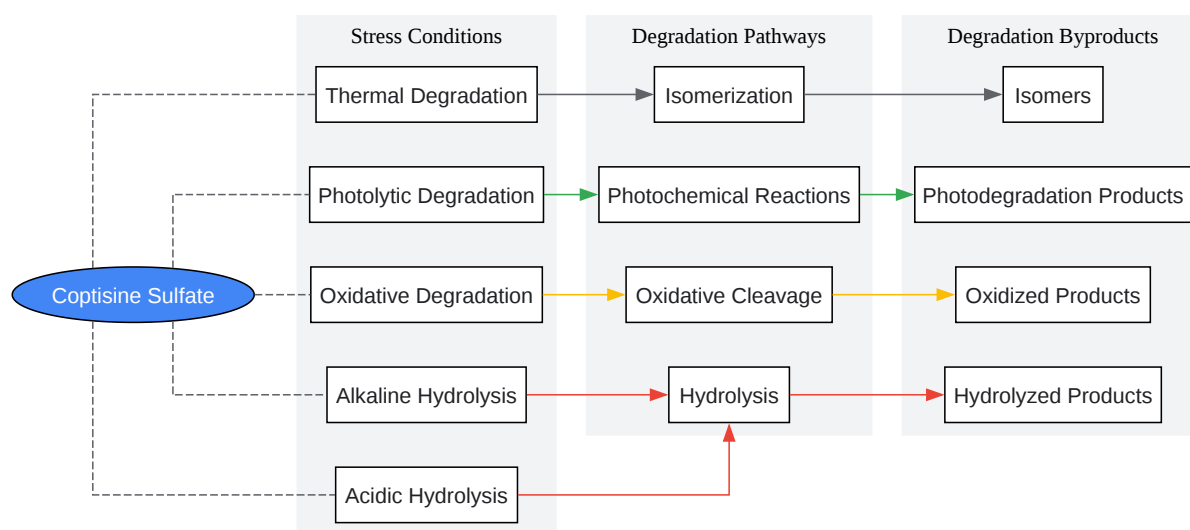 Stress Conditions
Degradation Pathways
Degradation Byproducts
Thermal Degradation
Isomerization
Isomers
Photolytic Degradation
Photochemical Reactions
Photodegradation Products
Coptisine Sulfate
Oxidative Degradation
Oxidative Cleavage
Oxidized Products
Alkaline Hydrolysis
Hydrolysis
Hydrolyzed Products
Acidic Hydrolysis